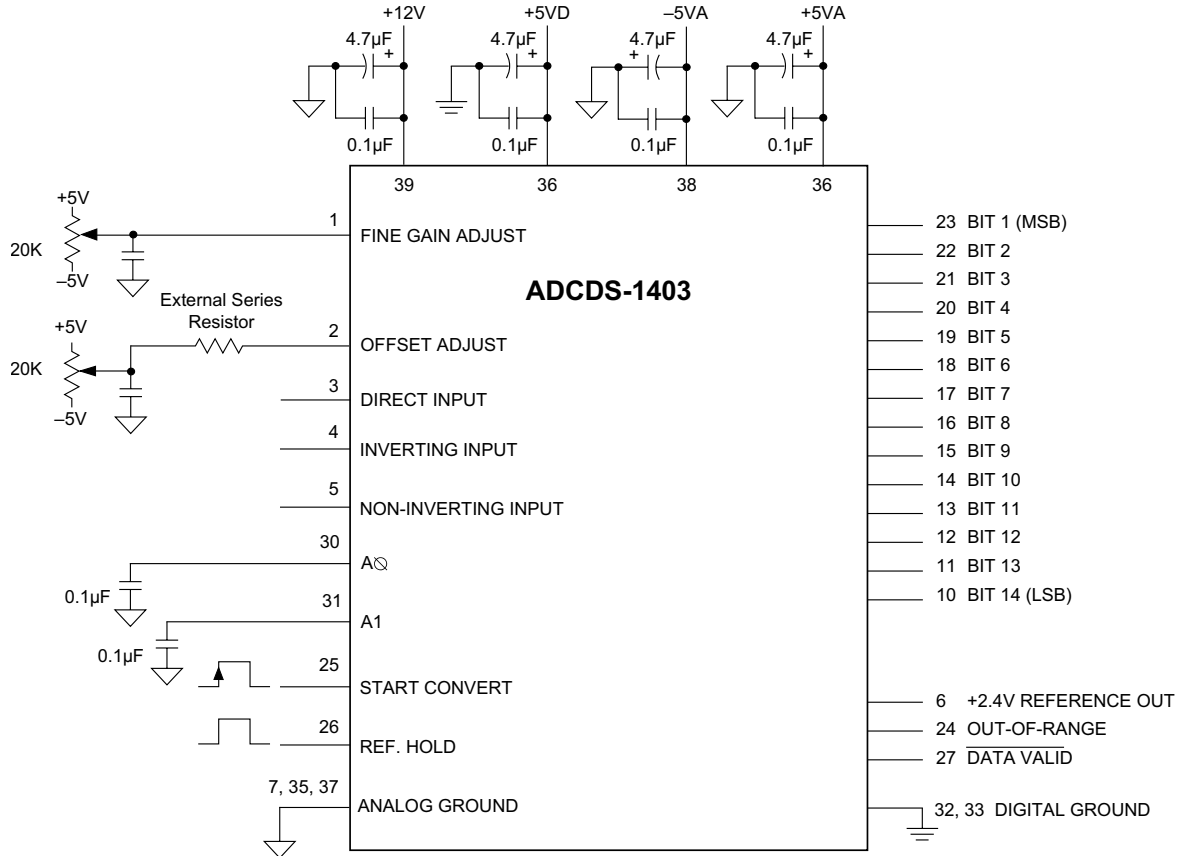 +12V
+5VD
–5VA
+5VA
4.7µF
+
4.7µF
+
4.7µF
+
4.7µF
+
0.1µF
0.1µF
0.1µF
0.1µF
39
36
38
36
+5V
20K
–5V
1
FINE GAIN ADJUST
ADCDS-1403
External Series
Resistor
+5V
20K
–5V
2
OFFSET ADJUST
3
DIRECT INPUT
4
INVERTING INPUT
5
NON-INVERTING INPUT
30
A∅
0.1µF
31
A1
0.1µF
25
START CONVERT
26
REF. HOLD
7, 35, 37
ANALOG GROUND
23 BIT 1 (MSB)
22 BIT 2
21 BIT 3
20 BIT 4
19 BIT 5
18 BIT 6
17 BIT 7
16 BIT 8
15 BIT 9
14 BIT 10
13 BIT 11
12 BIT 12
11 BIT 13
10 BIT 14 (LSB)
6 +2.4V REFERENCE OUT
24 OUT-OF-RANGE
27 DATA VALID
32, 33 DIGITAL GROUND